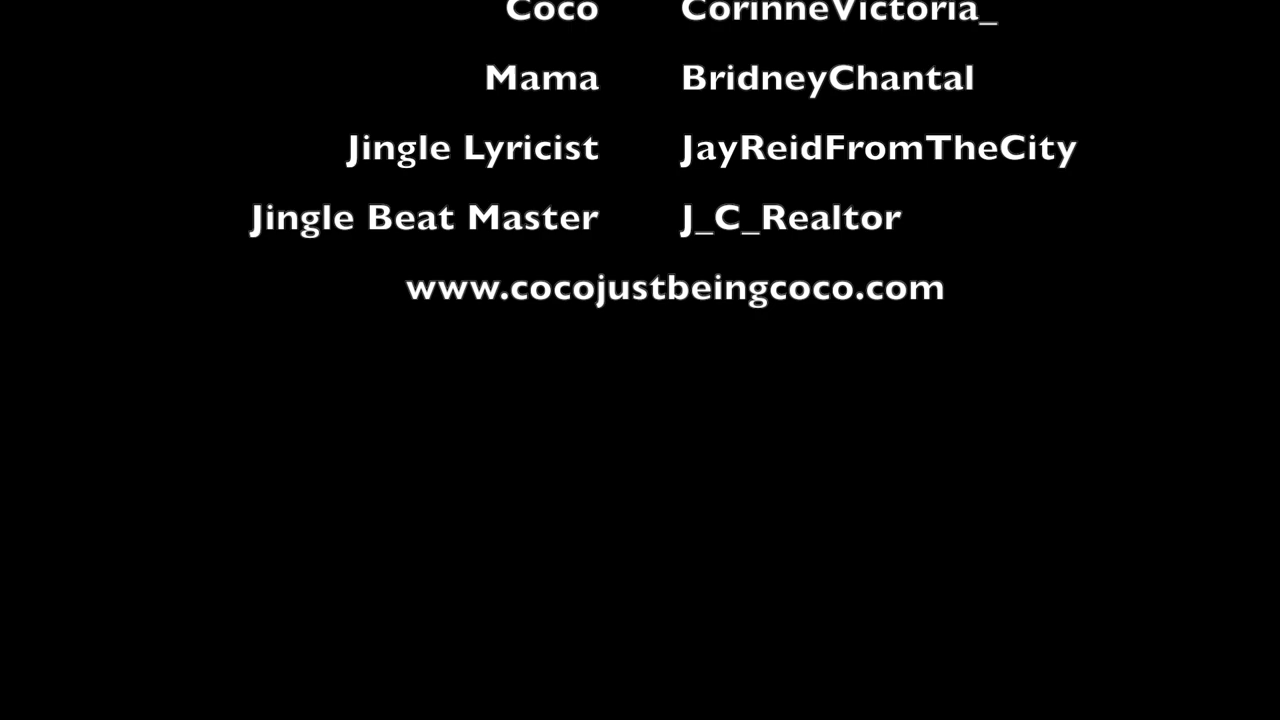 Coco CorinneVictoria_
Mama BridneyChantal
Jingle Lyricist JayReidFromTheCity
Jingle Beat Master J_C_Realtor
www.cocojustbeingcoco.com